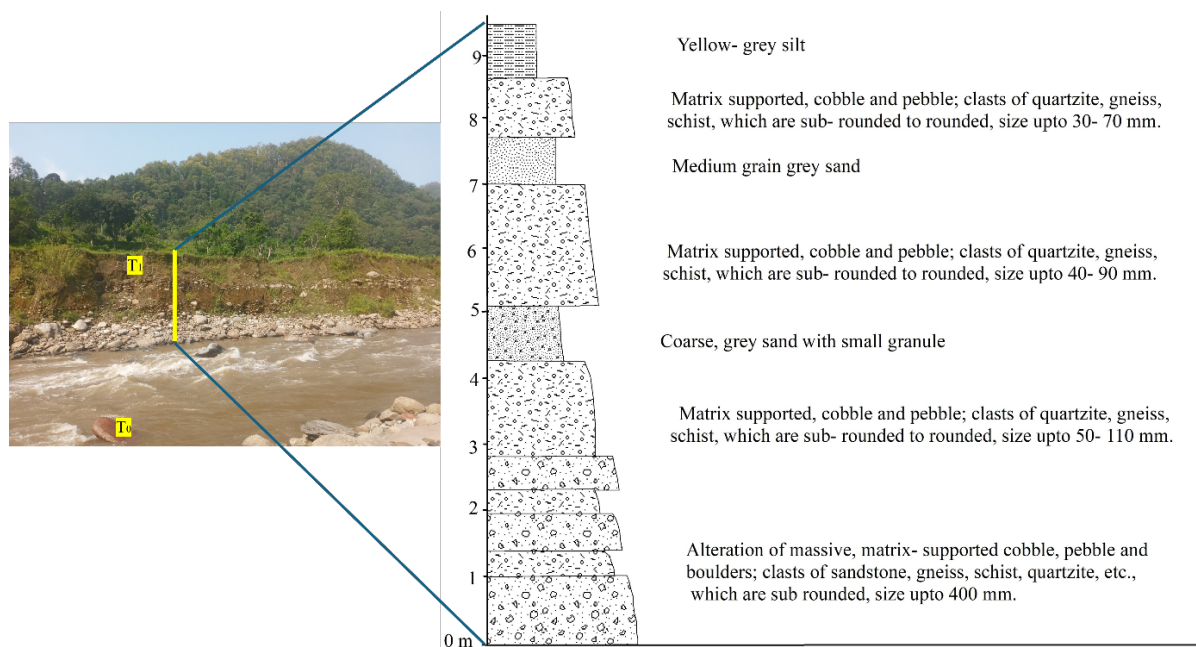 9
Yellow- grey silt
8
Matrix supported, cobble and pebble; clasts of quartzite, gneiss,
schist, which are sub- rounded to rounded, size upto 30- 70 mm.
7
Medium grain grey sand
T1
6
Matrix supported, cobble and pebble; clasts of quartzite, gneiss,
schist, which are sub- rounded to rounded, size upto 40- 90 mm.
5
Coarse, grey sand with small granule
4
T0
Matrix supported, cobble and pebble; clasts of quartzite, gneiss,
schist, which are sub- rounded to rounded, size upto 50- 110 mm.
3
2
1
Alteration of massive, matrix- supported cobble, pebble and
boulders; clasts of sandstone, gneiss, schist, quartzite, etc.,
which are sub rounded, size upto 400 mm.
0 m